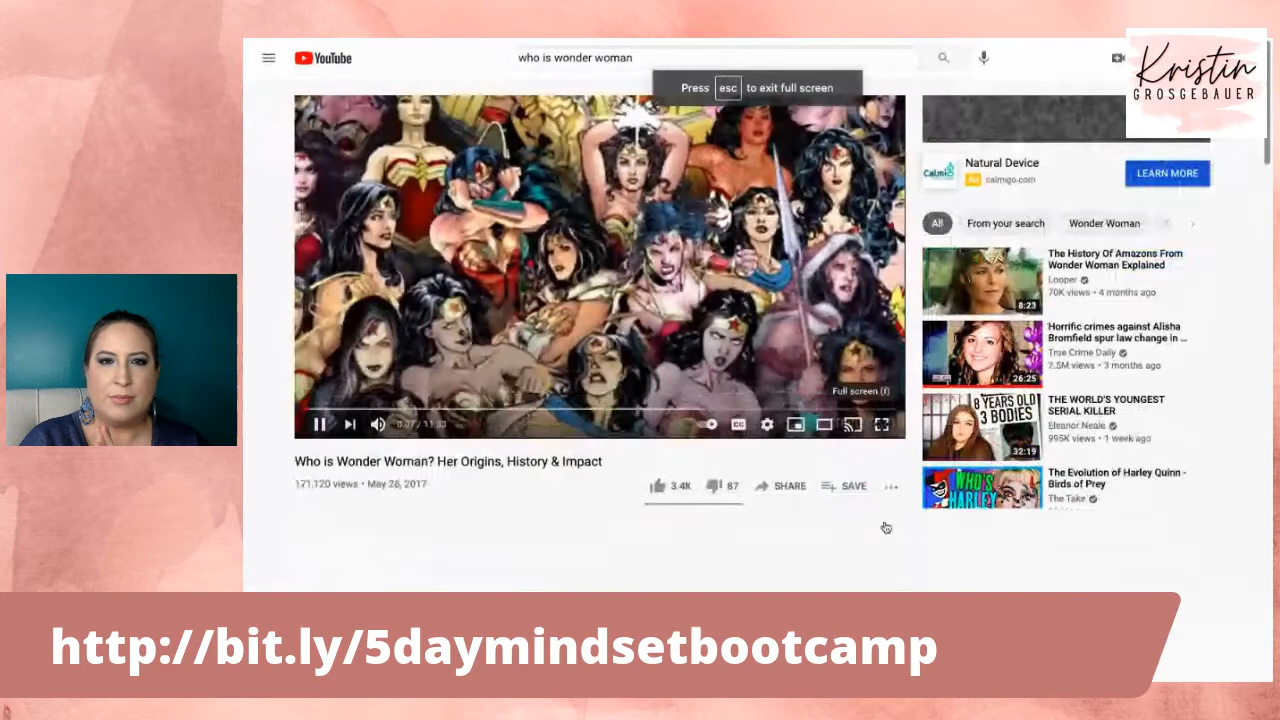 YouTube
who is wonder woman
Press esc to exit full screen
Kristin
GROSGEBAUER
Calmigo
Natural Device
Ad calmigo.com
LEARN MORE
All From your search Wonder Woman
Full screen (f)
0:07 / 11:33
The History Of Amazons From
Wonder Woman Explained
Looper
70K views • 4 months ago
8:23
Horrific crimes against Alisha
Bromfield spur law change in ...
True Crime Daily
2.5M views • 3 months ago
26:25
8 YEARS OLD
3 BODIES
THE WORLD'S YOUNGEST
SERIAL KILLER
Eleanor Neale
995K views • 1 week ago
32:19
WHO'S
HARLEY
The Evolution of Harley Quinn -
Birds of Prey
The Take
Who is Wonder Woman? Her Origins, History & Impact
171,120 views • May 26, 2017
3.4K 87 SHARE SAVE
http://bit.ly/5daymindsetbootcamp